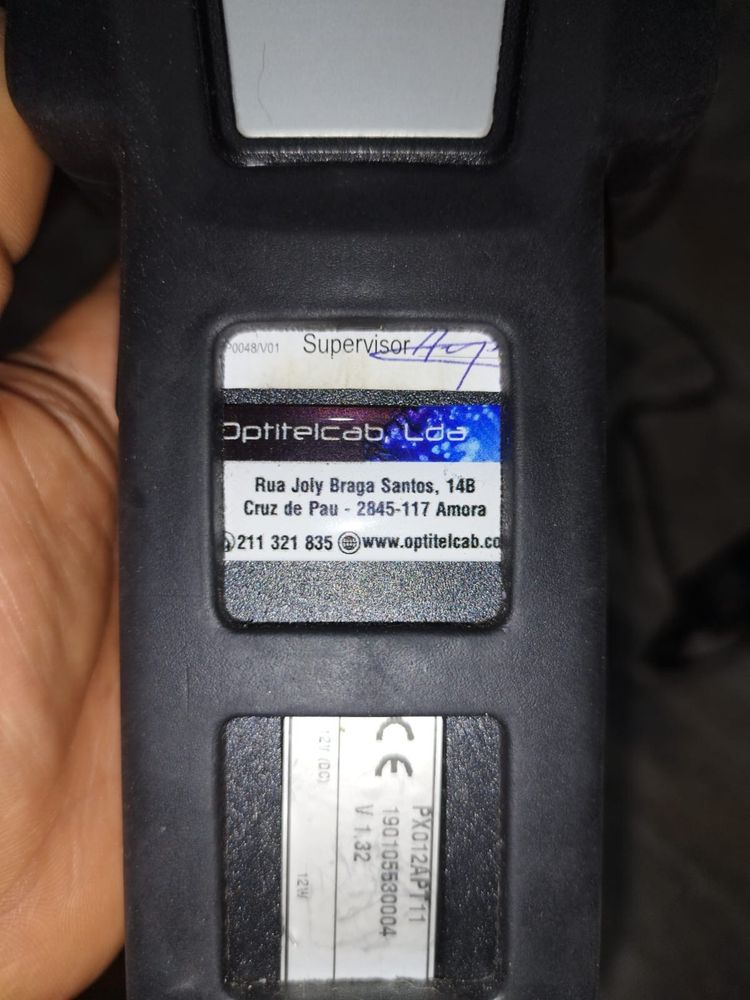 P0048/V01 Supervisor
Optitelcab, Lda
Rua Joly Braga Santos, 14B
Cruz de Pau - 2845-117 Amora
211 321 835 www.optitelcab.co
CE
PX012APT11
190105530004
V 1,32
12V (DC)
12W